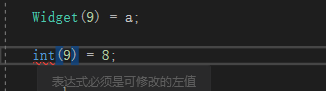 Widget(9) = a;
int(9) = 8;
表达式必须是可修改的左值